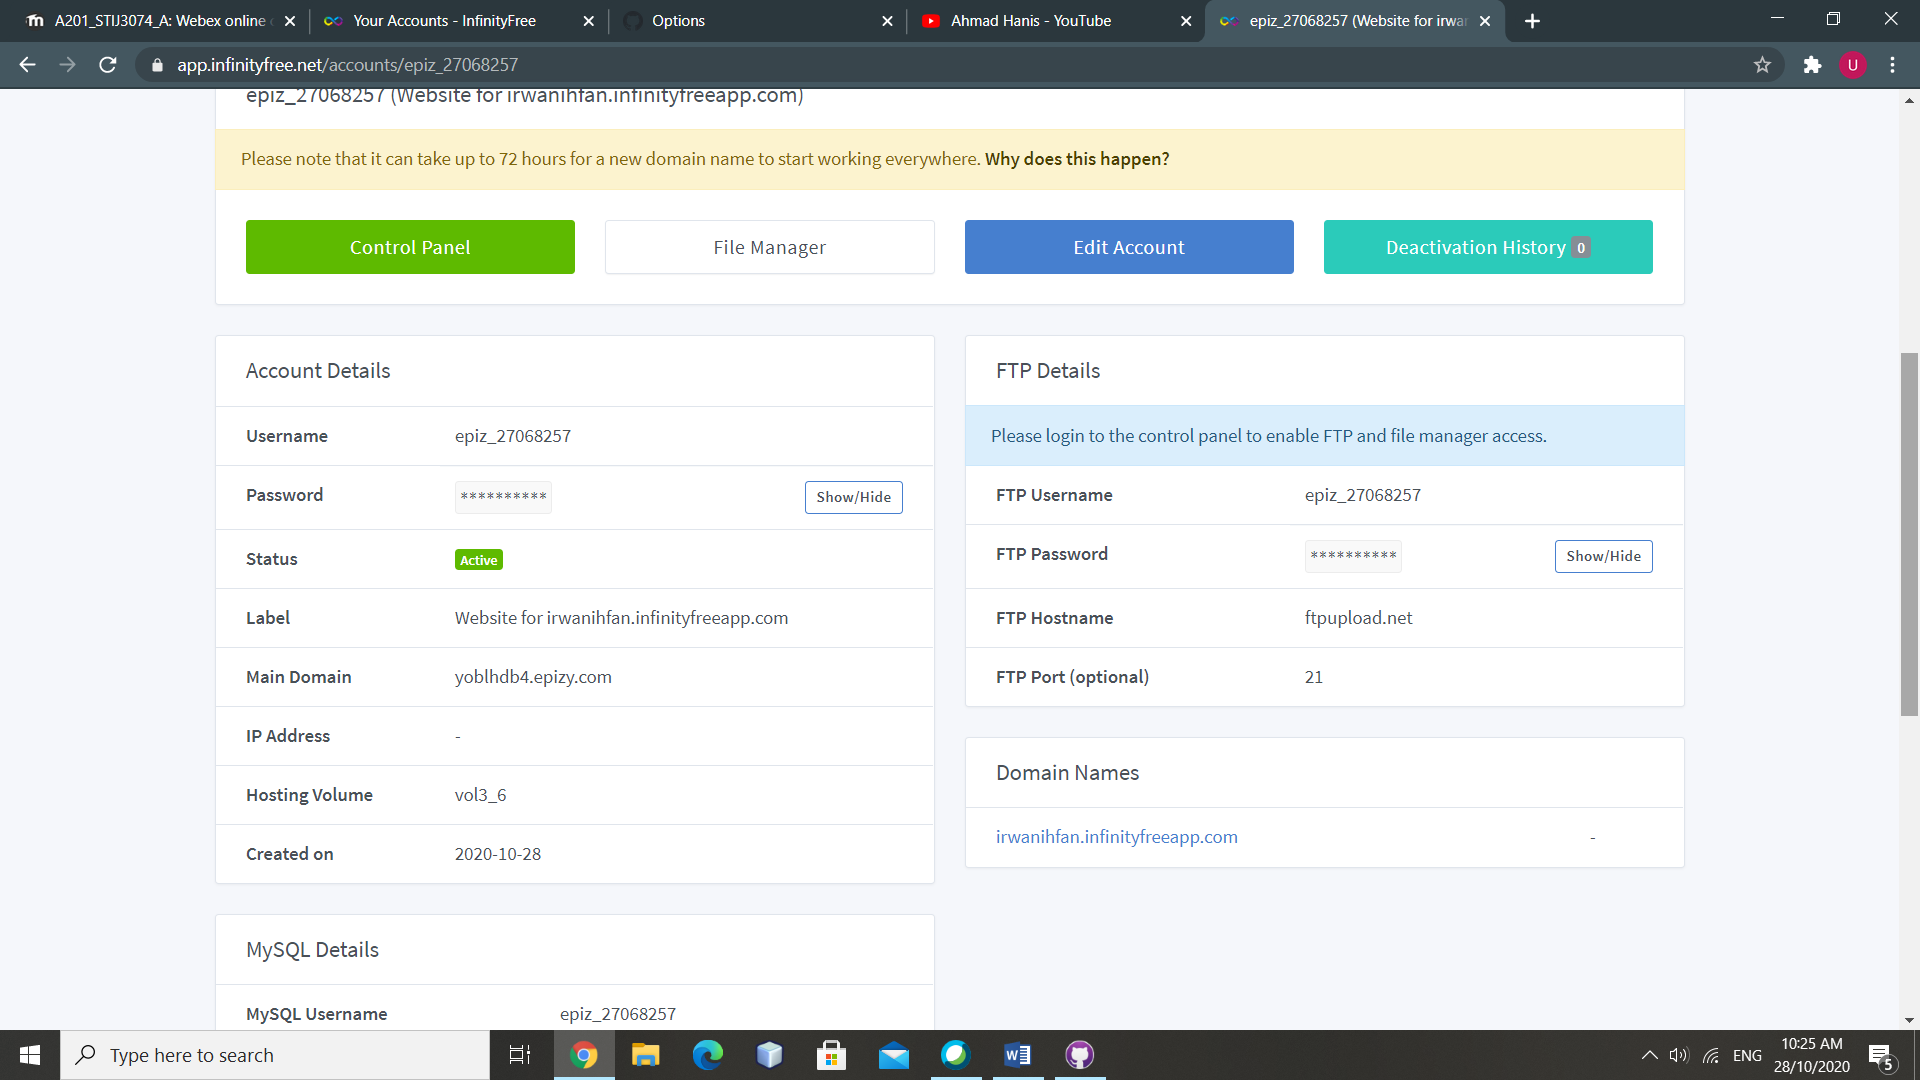 A201_STIJ3074_A: Webex online
Your Accounts - InfinityFree
Options
Ahmad Hanis - YouTube
epiz_27068257 (Website for irwan
app.infinityfree.net/accounts/epiz_27068257
U
epiz_27068257 (Website for irwanihfan.infinityfreeapp.com)
Please note that it can take up to 72 hours for a new domain name to start working everywhere. Why does this happen?
Control Panel
File Manager
Edit Account
Deactivation History 0
Account Details
Username epiz_27068257
Password ********** Show/Hide
Status Active
Label Website for irwanihfan.infinityfreeapp.com
Main Domain yoblhdb4.epizy.com
IP Address -
Hosting Volume vol3_6
Created on 2020-10-28
FTP Details
Please login to the control panel to enable FTP and file manager access.
FTP Username epiz_27068257
FTP Password ********** Show/Hide
FTP Hostname ftpupload.net
FTP Port (optional) 21
Domain Names
irwanihfan.infinityfreeapp.com -
MySQL Details
MySQL Username epiz_27068257
Type here to search
ENG
10:25 AM
28/10/2020
5